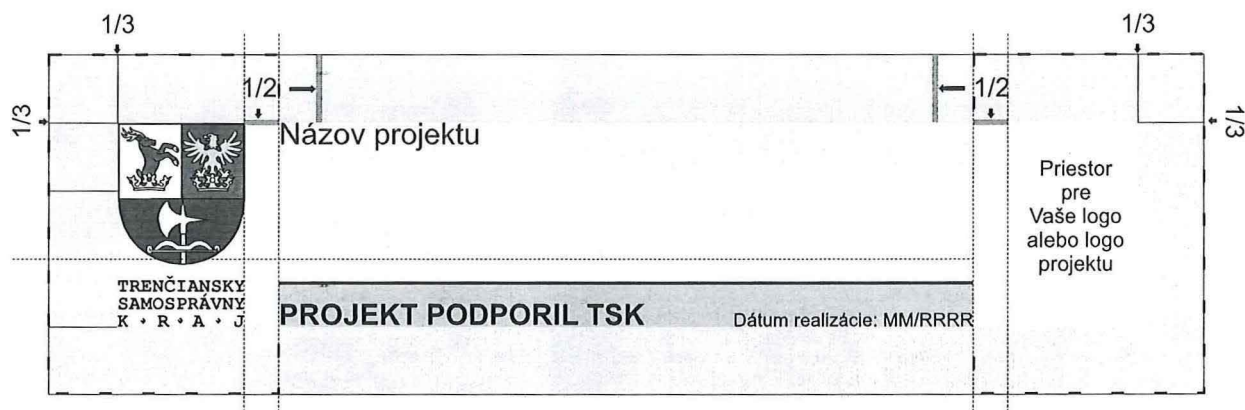 1/3
1/3
1/3
1/2
1/2
1/3
Názov projektu
Priestor
pre
Vaše logo
alebo logo
projektu
TRENČIANSKY
SAMOSPRÁVNY
K · R · A · J
PROJEKT PODPORIL TSK
Dátum realizácie: MM/RRRR